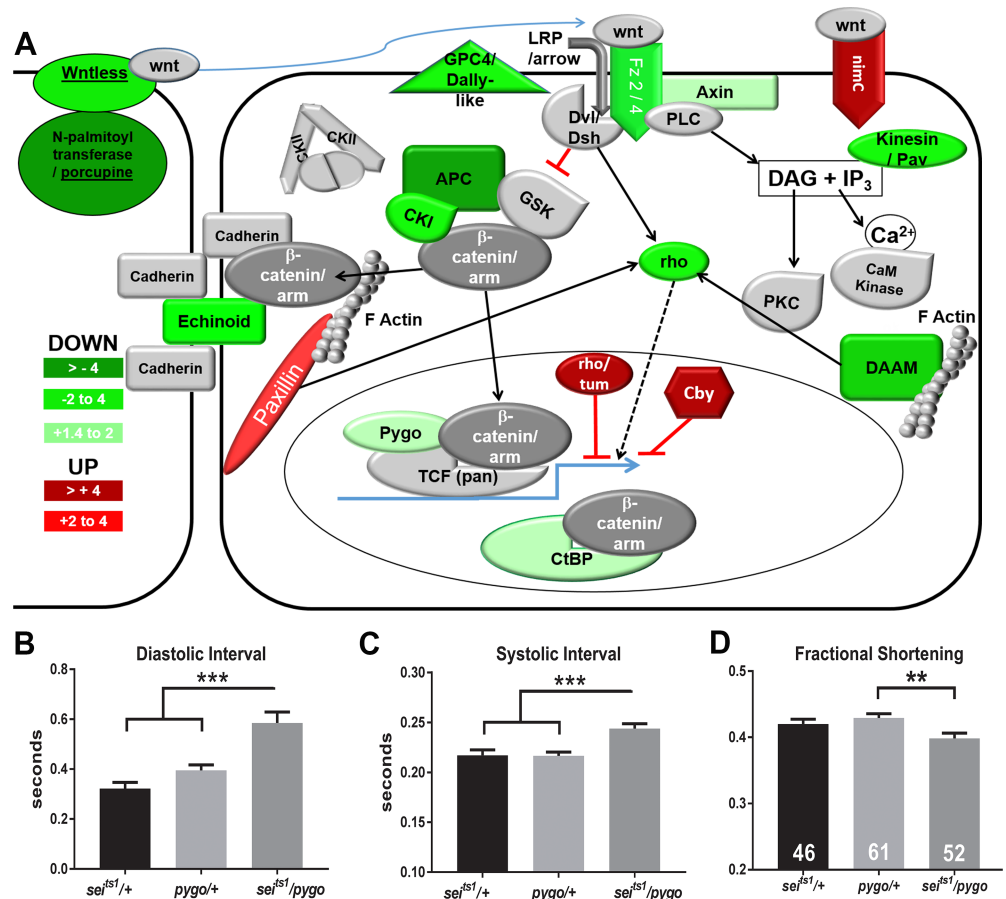 A
Wntless
wnt
N-palmitoyl
transferase
/ porcupine
GPC4/
Dally-
like
LRP
/arrow
wnt
Fz 2 / 4
Axin
wnt
nimC
Dvl/
Dsh
PLC
Kinesin
/ Pav
CKII
CKII
APC
CKI
GSK
DAG + IP3
Ca2+
CaM
Kinase
PKC
Cadherin
Cadherin
β-
catenin/
arm
β-
catenin/
arm
rho
Echinoid
F Actin
F Actin
Cadherin
Paxillin
DAAM
DOWN
> - 4
-2 to 4
+1.4 to 2
UP
> + 4
+2 to 4
rho/
tum
Cby
Pygo
β-
catenin/
arm
TCF (pan)
β-
catenin/
arm
CtBP
B
Diastolic Interval
***
seconds
0.8
0.6
0.4
0.2
0.0
seits1/+
pygo/+
seits1/pygo
C
Systolic Interval
***
seconds
0.30
0.25
0.20
0.15
0.10
seits1/+
pygo/+
seits1/pygo
D
Fractional Shortening
**
0.5
0.4
0.3
0.2
46
61
52
seits1/+
pygo/+
seits1/pygo